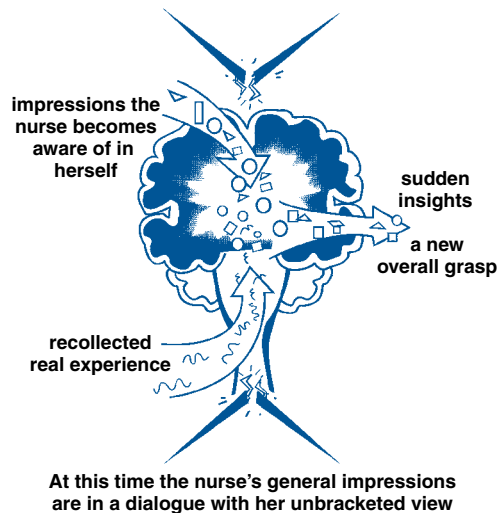 impressions the
nurse becomes
aware of in
herself
sudden
insights
a new
overall grasp
recollected
real experience
At this time the nurse's general impressions
are in a dialogue with her unbracketed view